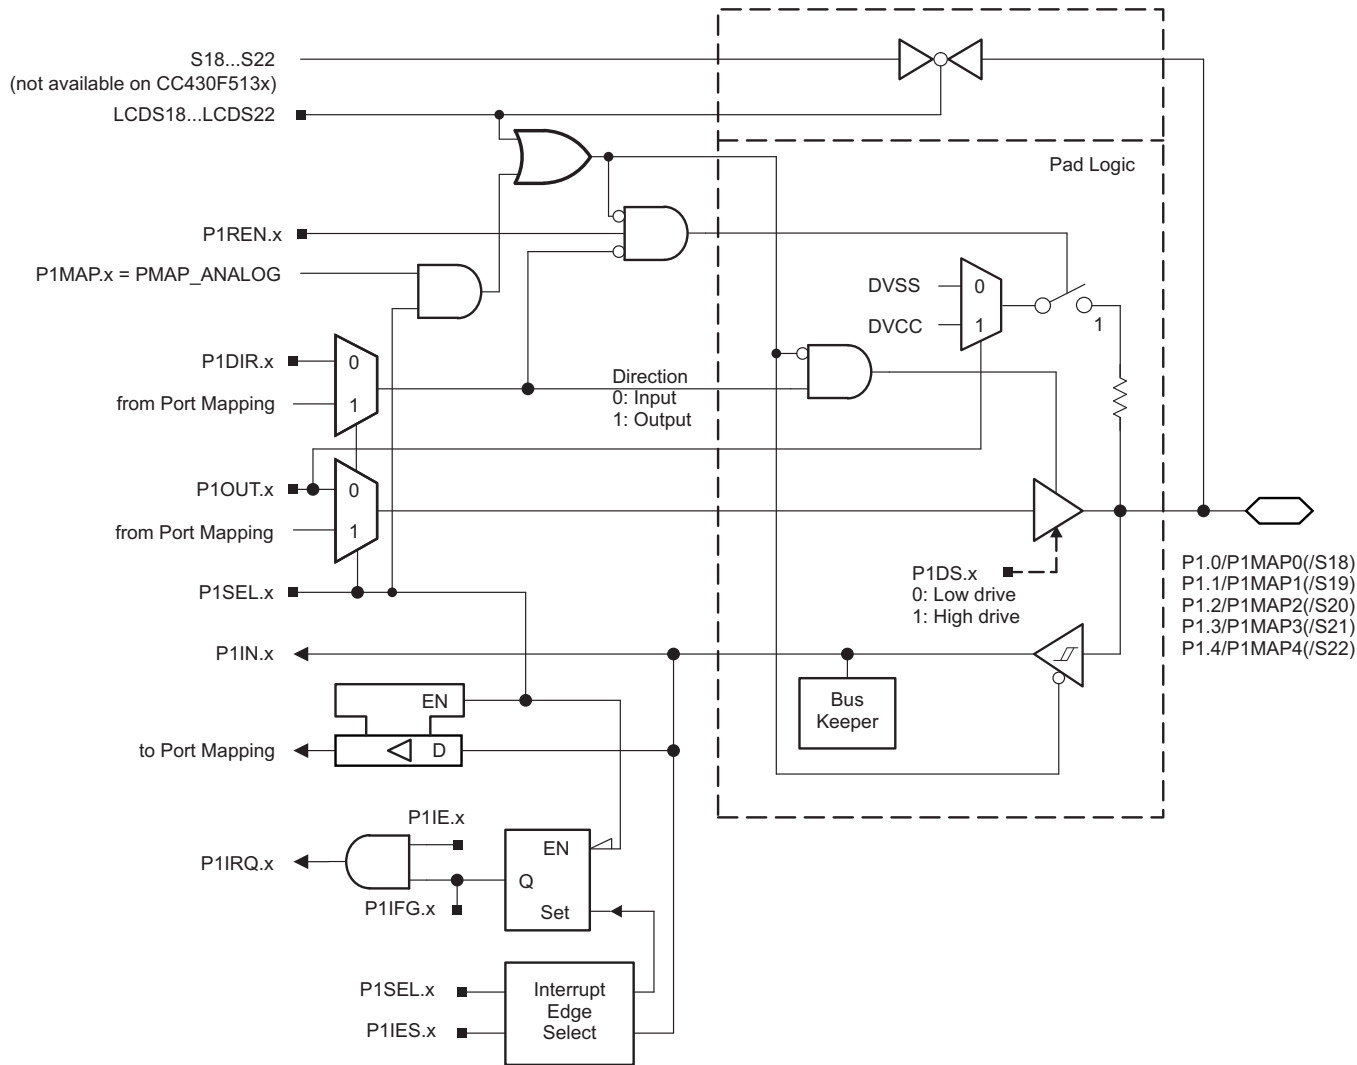 S18...S22
(not available on CC430F513x)
LCDS18...LCDS22
Pad Logic
P1REN.x
P1MAP.x = PMAP_ANALOG
DVSS
0
DVCC
1
1
P1DIR.x
0
from Port Mapping
1
Direction
0: Input
1: Output
P1OUT.x
0
from Port Mapping
1
P1SEL.x
P1DS.x
0: Low drive
1: High drive
P1.0/P1MAP0(/S18)
P1.1/P1MAP1(/S19)
P1.2/P1MAP2(/S20)
P1.3/P1MAP3(/S21)
P1.4/P1MAP4(/S22)
P1IN.x
Bus
Keeper
EN
to Port Mapping
D
P1IE.x
P1IRQ.x
EN
Q
Set
P1IFG.x
P1SEL.x
P1IES.x
Interrupt
Edge
Select